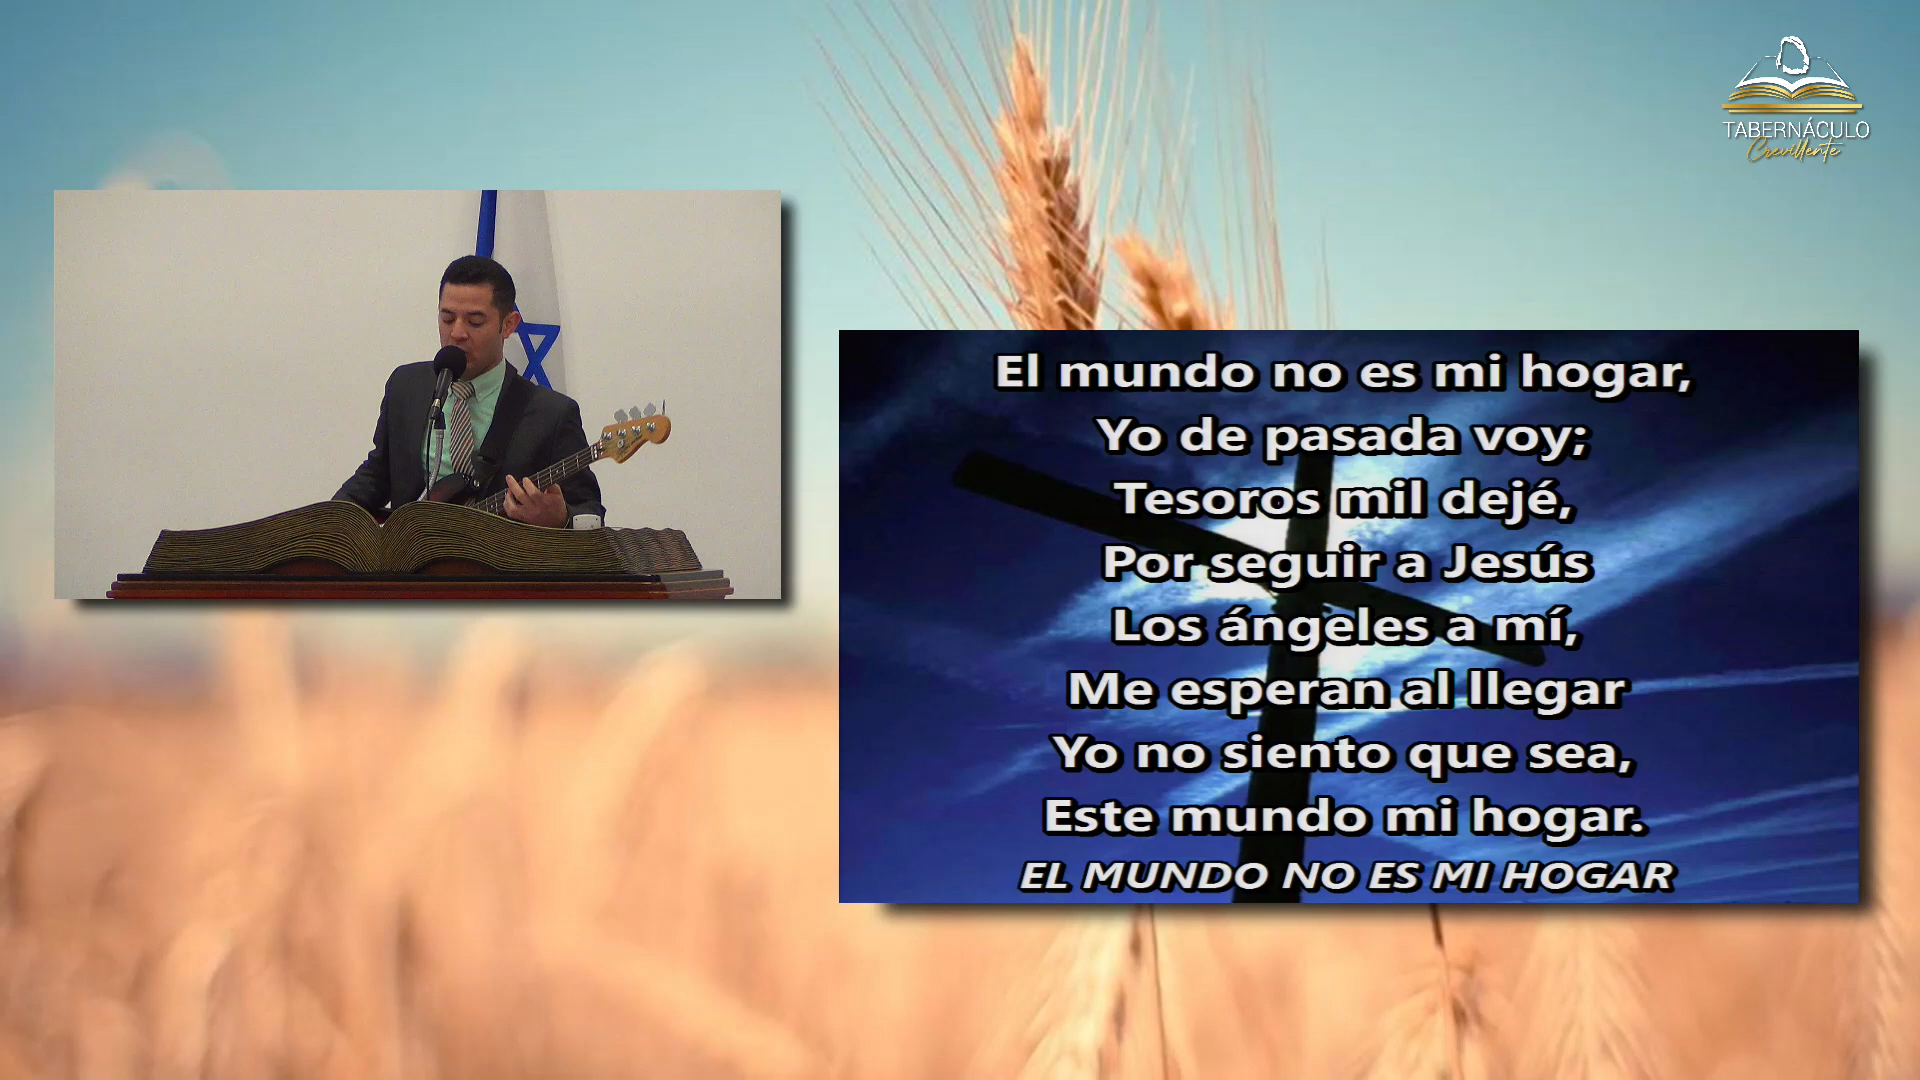 TABERNÁCULO
Crevillente
El mundo no es mi hogar,
Yo de pasada voy;
Tesoros mil dejé,
Por seguir a Jesús
Los ángeles a mí,
Me esperan al llegar
Yo no siento que sea,
Este mundo mi hogar.
EL MUNDO NO ES MI HOGAR